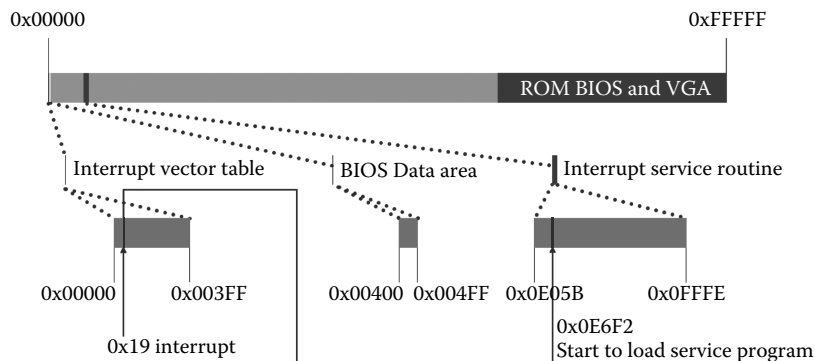 0x00000 0xFFFFF
ROM BIOS and VGA
Interrupt vector table BIOS Data area Interrupt service routine
0x00000 0x003FF 0x00400 0x004FF 0x0E05B 0x0FFFE
0x19 interrupt
0x0E6F2
Start to load service program